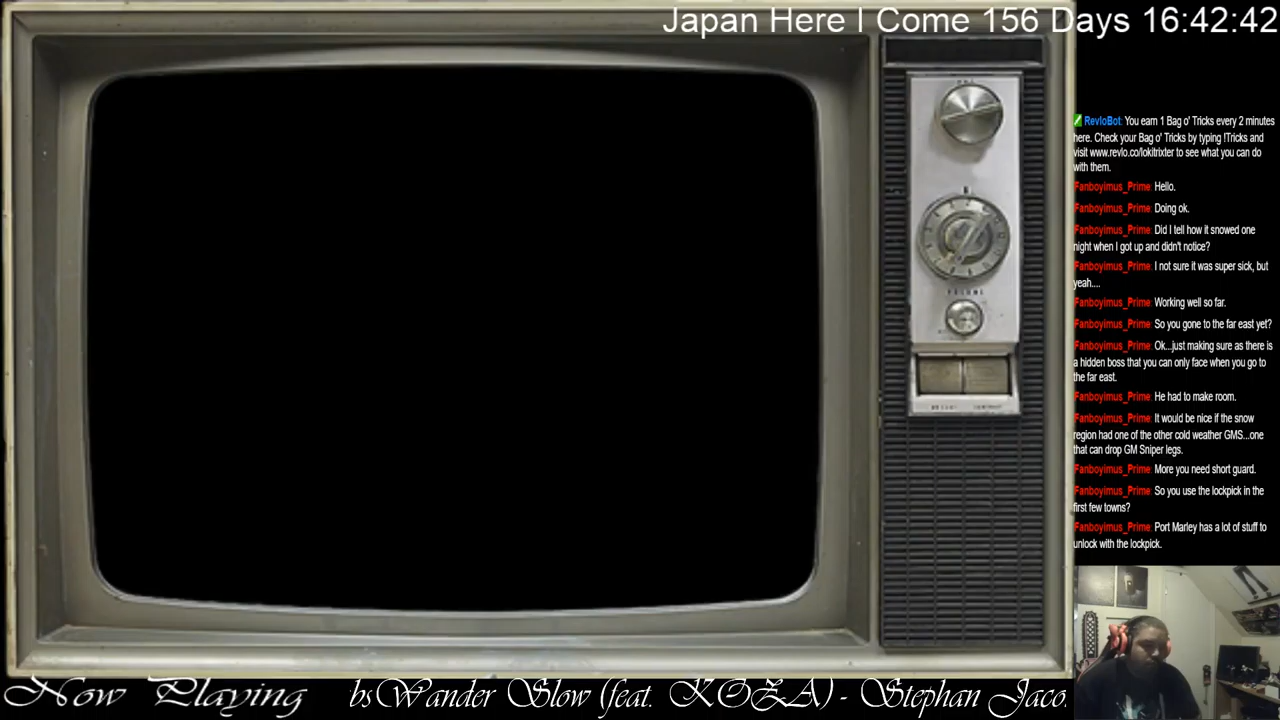 Japan Here I Come 156 Days 16:42:42
RevloBot: You earn 1 Bag o' Tricks every 2 minutes
here. Check your Bag o' Tricks by typing !Tricks and
visit www.revlo.co/lokitrixter to see what you can do
with them.
Fanboyimus_Prime: Hello.
Fanboyimus_Prime: Doing ok.
Fanboyimus_Prime: Did I tell how it snowed one
night when I got up and didn't notice?
Fanboyimus_Prime: I not sure it was super sick, but
yeah....
Fanboyimus_Prime: Working well so far.
Fanboyimus_Prime: So you gone to the far east yet?
Fanboyimus_Prime: Ok...just making sure as there is
a hidden boss that you can only face when you go to
the far east.
Fanboyimus_Prime: He had to make room.
Fanboyimus_Prime: It would be nice if the snow
region had one of the other cold weather GMS...one
that can drop GM Sniper legs.
Fanboyimus_Prime: More you need short guard.
Fanboyimus_Prime: So you use the lockpick in the
first few towns?
Fanboyimus_Prime: Port Marley has a lot of stuff to
unlock with the lockpick.
VOLUME
Now Playing bsWander Slow (feat. KOZA) - Stephan Jaco